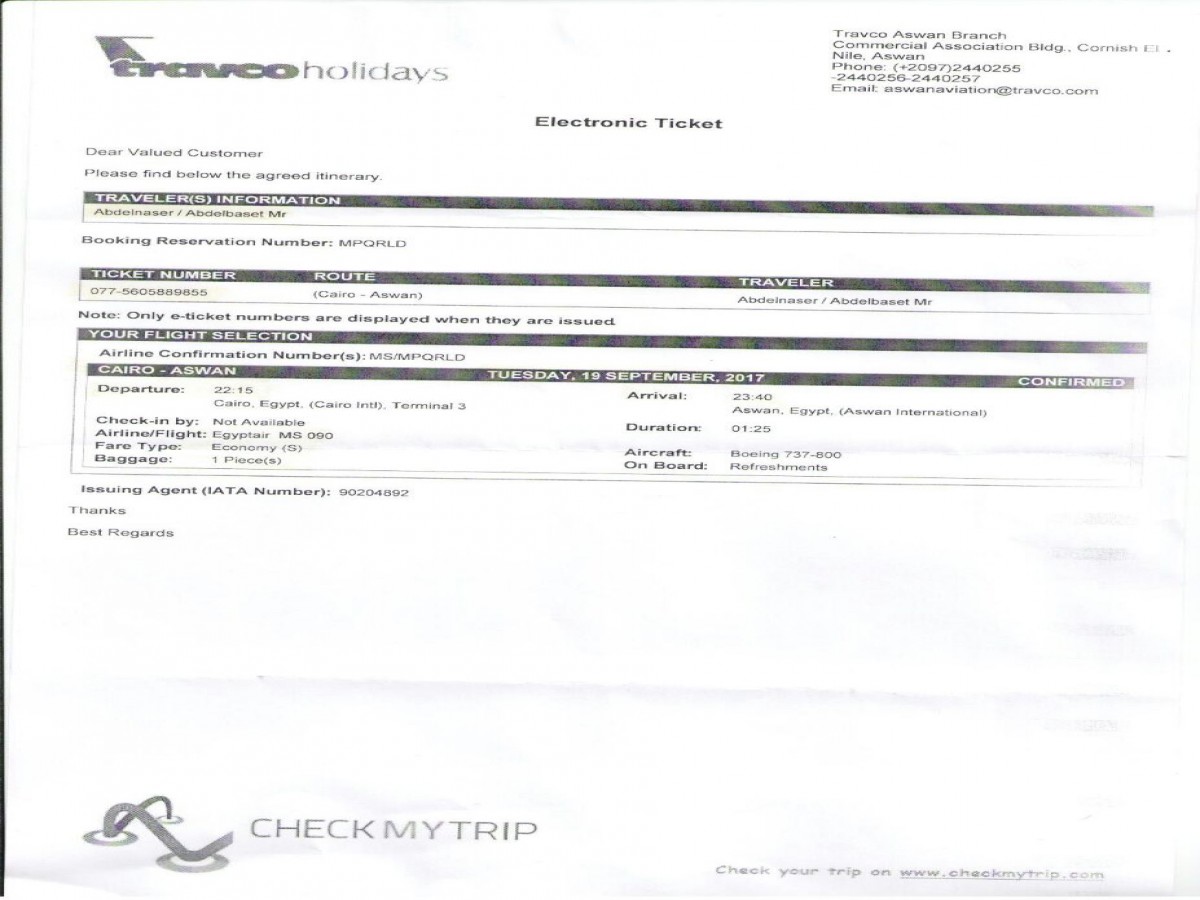 travco holidays
Travco Aswan Branch
Commercial Association Bldg., Cornish El
Nile, Aswan
Phone: (+2097)2440255
-2440256-2440257
Email: aswanaviation@travco.com
Electronic Ticket
Dear Valued Customer
Please find below the agreed itinerary.
TRAVELER(S) INFORMATION
Abdelnaser / Abdelbaset Mr
Booking Reservation Number: MPQRLD
TICKET NUMBER ROUTE TRAVELER
077-5605889855 (Cairo - Aswan) Abdelnaser / Abdelbaset Mr
Note: Only e-ticket numbers are displayed when they are issued
YOUR FLIGHT SELECTION
Airline Confirmation Number(s): MS/MPQRLD
CAIRO - ASWAN TUESDAY, 19 SEPTEMBER, 2017 CONFIRMED
Departure: 22:15 Arrival: 23:40
Cairo, Egypt, (Cairo Intl), Terminal 3 Aswan, Egypt, (Aswan International)
Check-in by: Not Available Duration: 01:25
Airline/Flight: Egyptair MS 090
Fare Type: Economy (S) Aircraft: Boeing 737-800
Baggage: 1 Piece(s) On Board: Refreshments
Issuing Agent (IATA Number): 90204892
Thanks
Best Regards
CHECKMYTRIP
Check your trip on www.checkmytrip.com